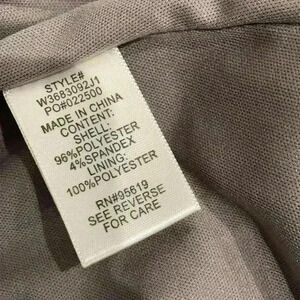 STYLE#
W3683092J1
PO#022500
MADE IN CHINA
CONTENT:
SHELL:
96%POLYESTER
4%SPANDEX
LINING:
100%POLYESTER
RN#95619
SEE REVERSE
FOR CARE